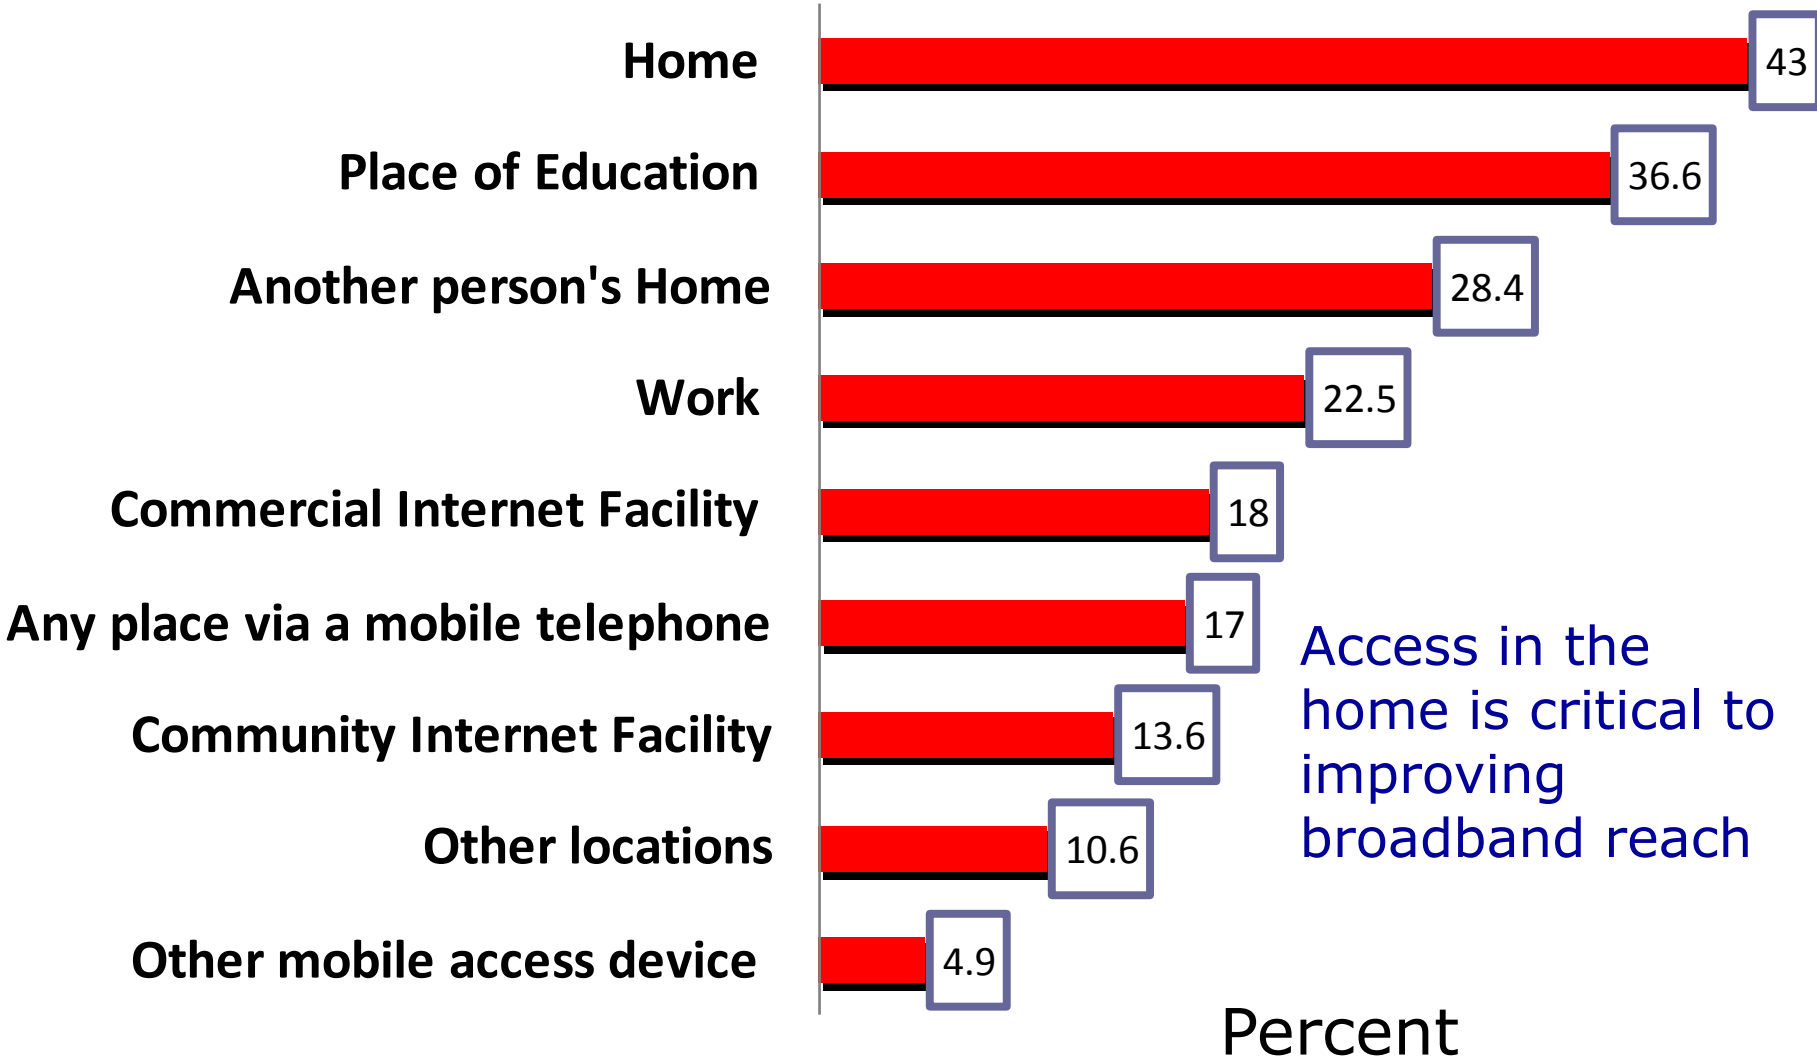 Home 43
Place of Education 36.6
Another person's Home 28.4
Work 22.5
Commercial Internet Facility 18
Any place via a mobile telephone 17
Community Internet Facility 13.6
Other locations 10.6
Other mobile access device 4.9
Access in the
home is critical to
improving
broadband reach
Percent